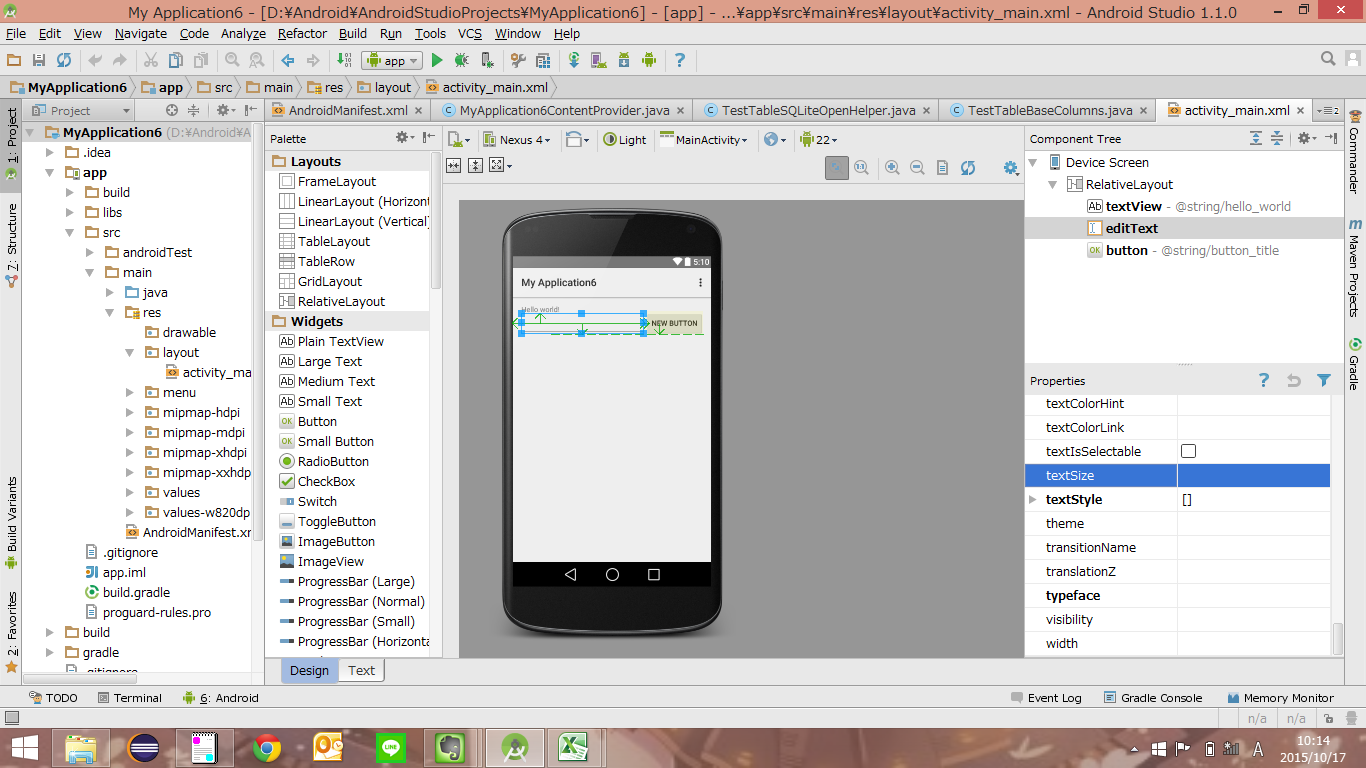 My Application6 - [D:¥Android¥AndroidStudioProjects¥MyApplication6] - [app] - ...¥app¥src¥main¥res¥layout¥activity_main.xml - Android Studio 1.1.0
File Edit View Navigate Code Analyze Refactor Build Run Tools VCS Window Help
app
MyApplication6 app src main res layout activity_main.xml
Project
AndroidManifest.xml MyApplication6ContentProvider.java TestTableSQLiteOpenHelper.java TestTableBaseColumns.java activity_main.xml
1: Project
7: Structure
Build Variants
2: Favorites
MyApplication6 (D:¥Android¥A
.idea
app
build
libs
src
androidTest
main
java
res
drawable
layout
activity_ma
menu
mipmap-hdpi
mipmap-mdpi
mipmap-xhdpi
mipmap-xxhdp
values
values-w820dp
AndroidManifest.xr
.gitignore
app.iml
build.gradle
proguard-rules.pro
build
gradle
.gitignore
Palette
Layouts
FrameLayout
LinearLayout (Horizont
LinearLayout (Vertical)
TableLayout
TableRow
GridLayout
RelativeLayout
Widgets
Plain TextView
Large Text
Medium Text
Small Text
Button
Small Button
RadioButton
CheckBox
Switch
ToggleButton
ImageButton
ImageView
ProgressBar (Large)
ProgressBar (Normal)
ProgressBar (Small)
ProgressBar (Horizonta
Nexus 4 Light MainActivity 22
5:10
My Application6
Hello world!
NEW BUTTON
Design Text
Component Tree
Device Screen
RelativeLayout
textView - @string/hello_world
editText
button - @string/button_title
Properties
textColorHint
textColorLink
textIsSelectable
textSize
textStyle []
theme
transitionName
translationZ
typeface
visibility
width
Commander
Maven Projects
Gradle
TODO Terminal 6: Android Event Log Gradle Console Memory Monitor
n/a n/a
LINE
A
10:14
2015/10/17